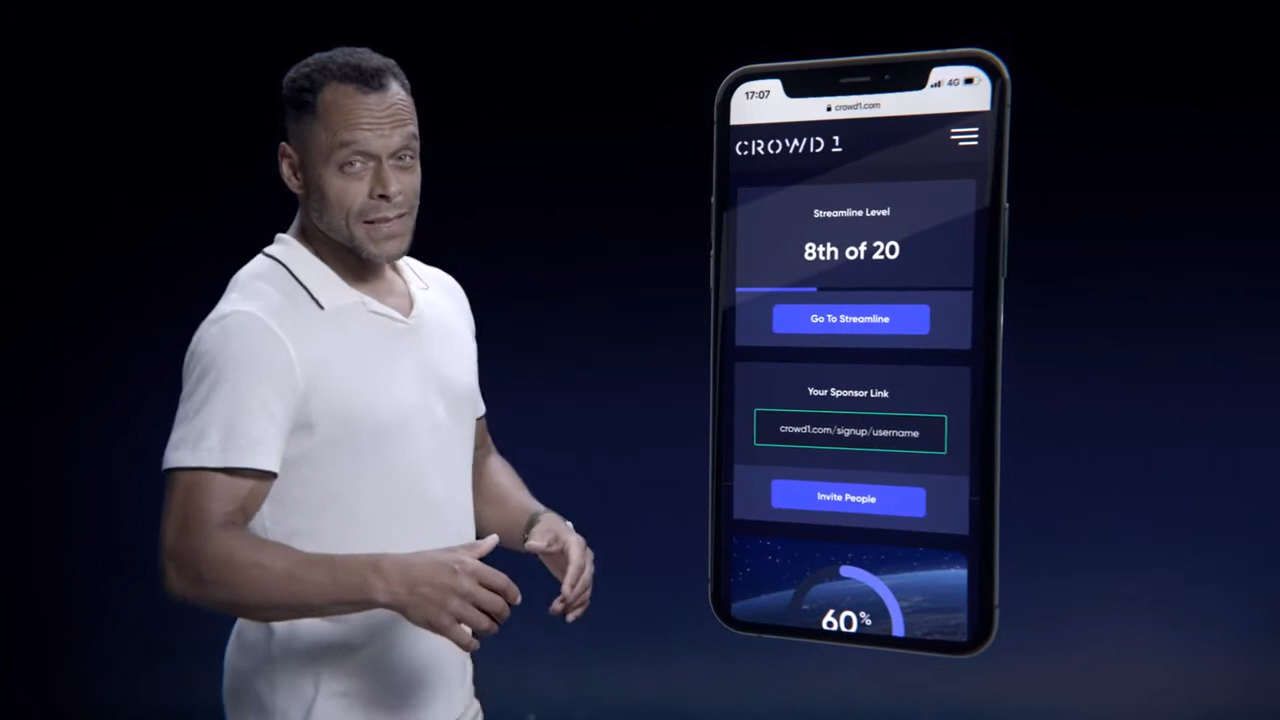 17:07
4G
crowd1.com
CROWD 1
Streamline Level
8th of 20
Go To Streamline
Your Sponsor Link
crowd1.com/signup/username
Invite People
60%